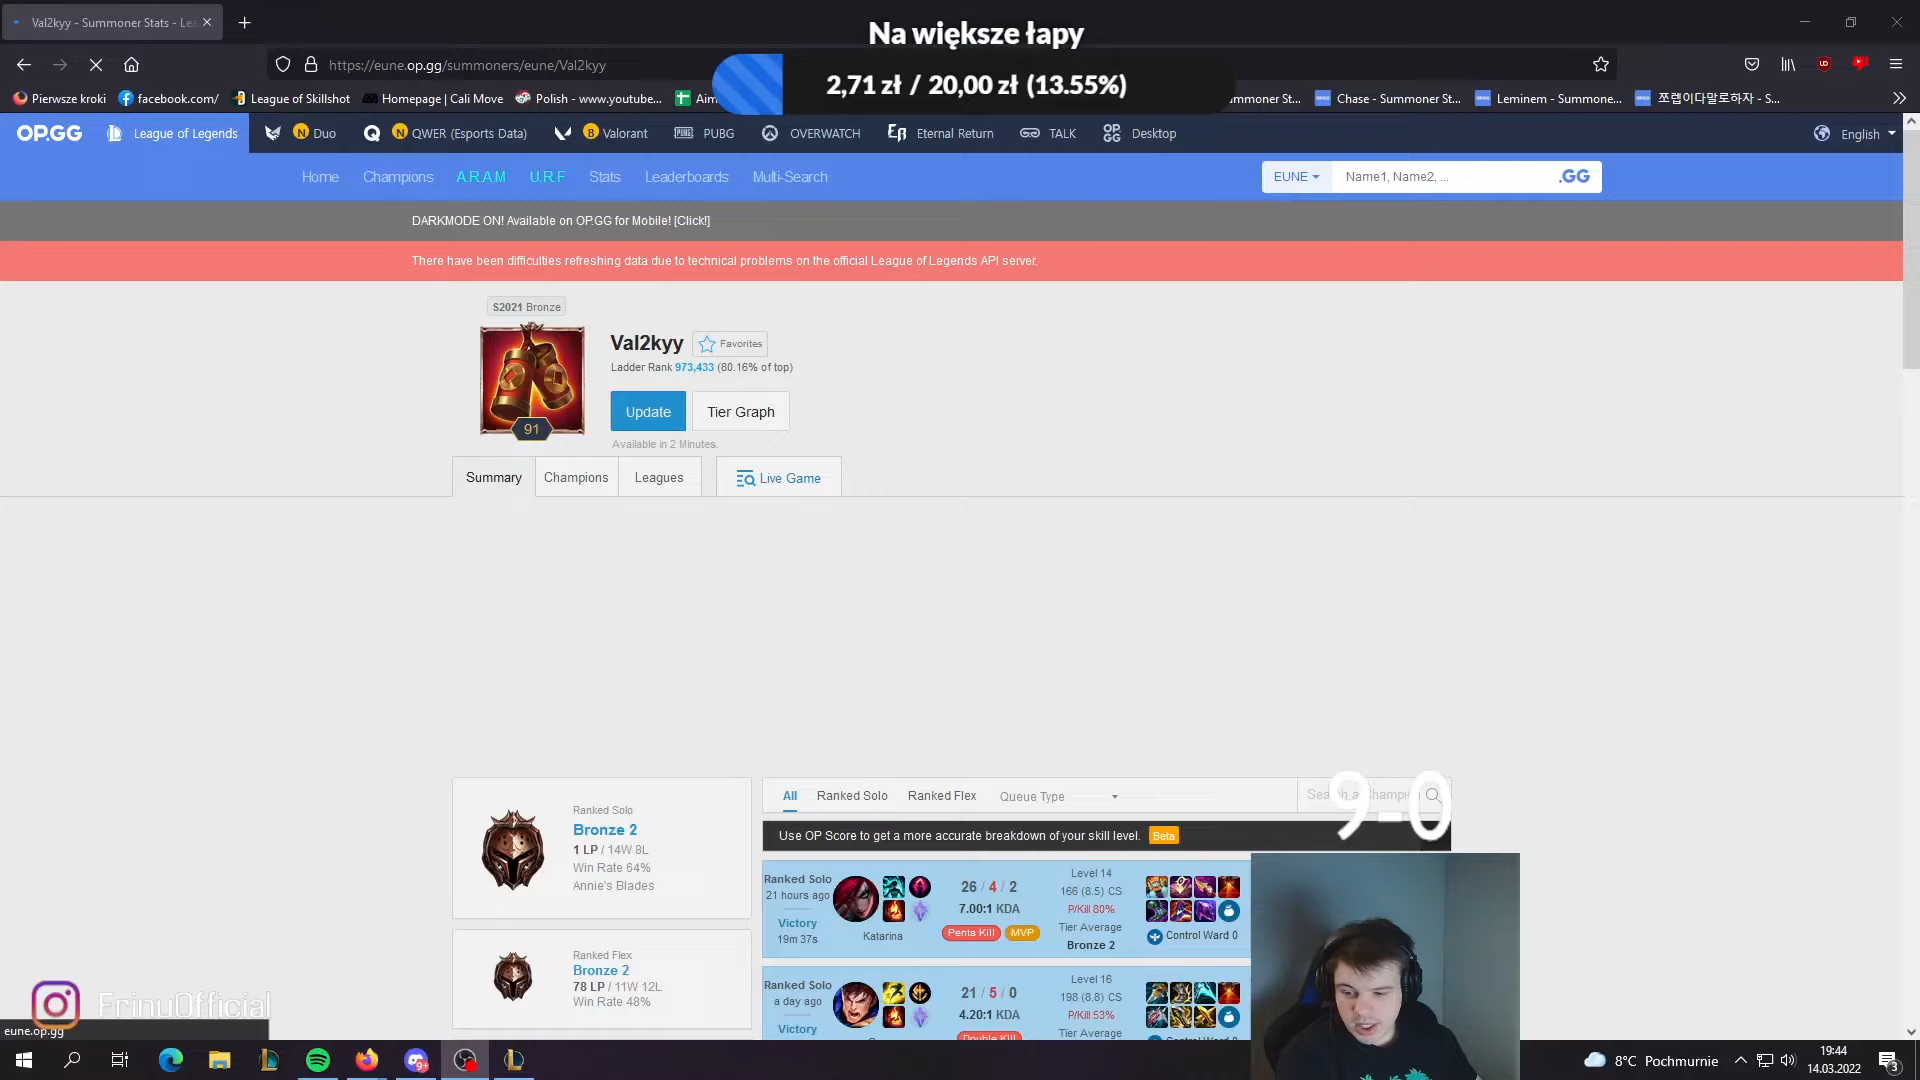 Val2kyy - Summoner Stats - Lea
Na większe łapy
2,71 zł / 20,00 zł (13.55%)
https://eune.op.gg/summoners/eune/Val2kyy
Pierwsze kroki
facebook.com/
League of Skillshot
Homepage | Cali Move
Polish - www.youtube...
Chase - Summoner St...
Leminem - Summone...
쪼렙이다말로하자 - S...
OP.GG
League of Legends
N Duo
N QWER (Esports Data)
B Valorant
PUBG
OVERWATCH
Eternal Return
TALK
Desktop
English
Home
Champions
A.R.A.M
U.R.F
Stats
Leaderboards
Multi-Search
EUNE
Name1, Name2, ...
.GG
DARKMODE ON! Available on OP.GG for Mobile! [Click!]
There have been difficulties refreshing data due to technical problems on the official League of Legends API server.
S2021 Bronze
91
Val2kyy
Favorites
Ladder Rank 973,433 (80.16% of top)
Update
Tier Graph
Available in 2 Minutes.
Summary
Champions
Leagues
Live Game
Ranked Solo
Bronze 2
1 LP / 14W 8L
Win Rate 64%
Annie's Blades
Ranked Flex
Bronze 2
78 LP / 11W 12L
Win Rate 48%
All
Ranked Solo
Ranked Flex
Queue Type
9-0
Use OP Score to get a more accurate breakdown of your skill level. Beta
Ranked Solo
21 hours ago
Victory
19m 37s
Katarina
26 / 4 / 2
7.00:1 KDA
Penta Kill
MVP
Level 14
166 (8.5) CS
P/Kill 80%
Tier Average
Bronze 2
Control Ward 0
Ranked Solo
a day ago
Victory
21 / 5 / 0
4.20:1 KDA
Double Kill
Level 16
198 (8.8) CS
P/Kill 53%
Tier Average
FrinuOfficial
eune.op.gg
8°C Pochmurnie
19:44
14.03.2022
3